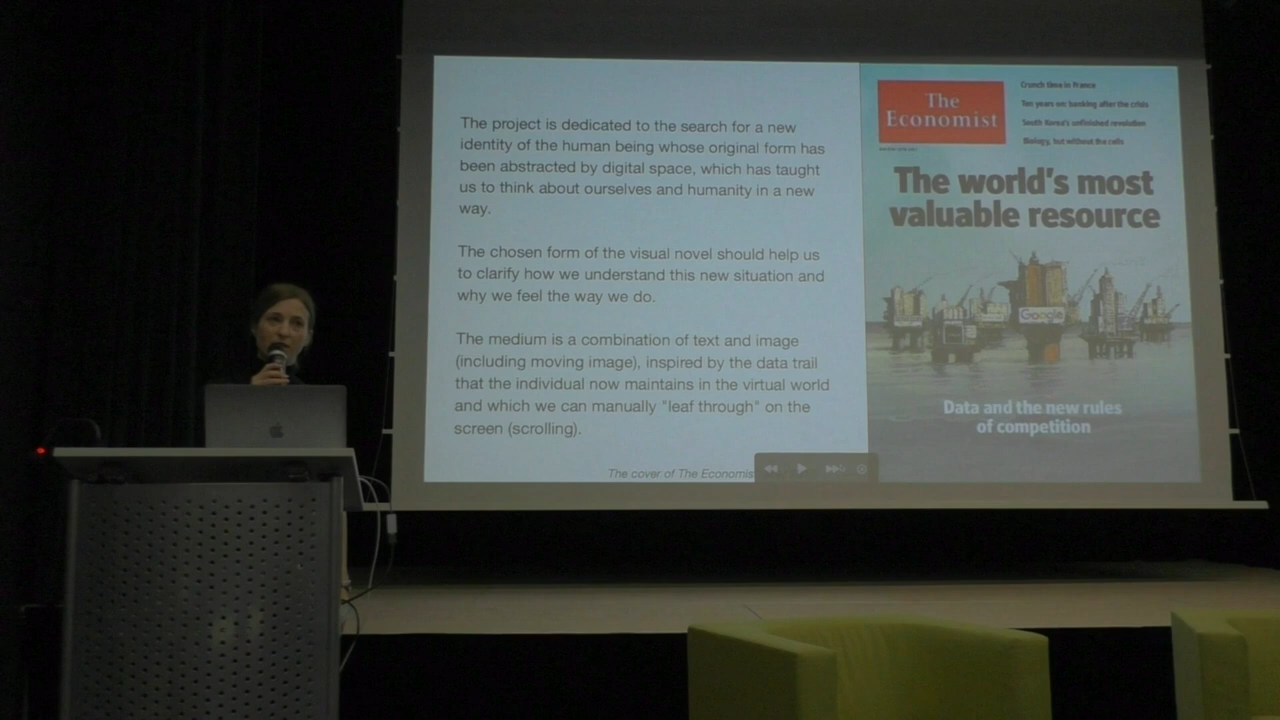 The project is dedicated to the search for a new
identity of the human being whose original form has
been abstracted by digital space, which has taught
us to think about ourselves and humanity in a new
way.
The chosen form of the visual novel should help us
to clarify how we understand this new situation and
why we feel the way we do.
The medium is a combination of text and image
(including moving image), inspired by the data trail
that the individual now maintains in the virtual world
and which we can manually "leaf through" on the
screen (scrolling).
The cover of The Economis
The
Economist
Crunch time in France
Ten years on: banking after the crisis
South Korea's unfinished revolution
Biology, but without the cells
The world's most
valuable resource
Google
Data and the new rules
of competition